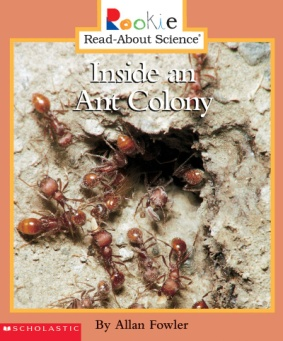 Rookie
Read-About Science®
Inside an
Ant Colony
SCHOLASTIC
By Allan Fowler